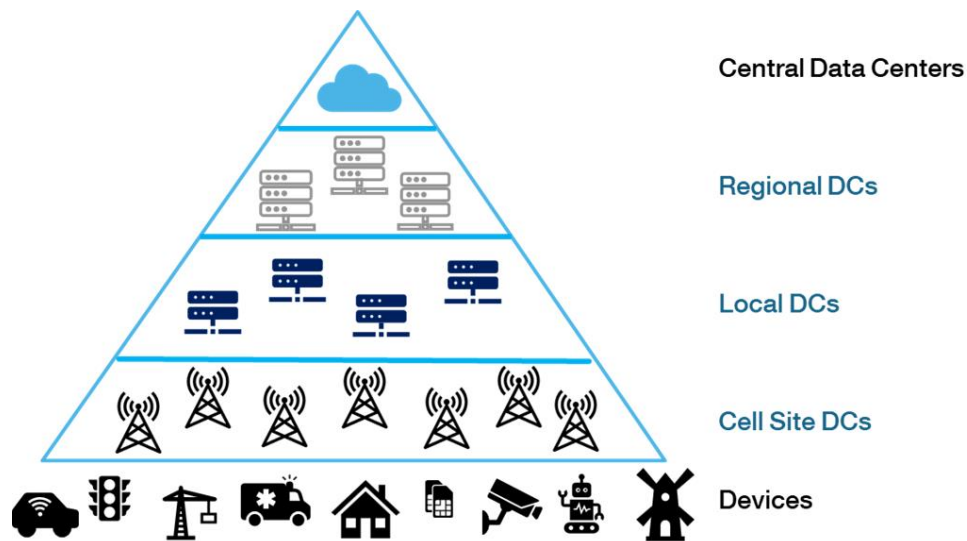 Central Data Centers
Regional DCs
Local DCs
Cell Site DCs
Devices